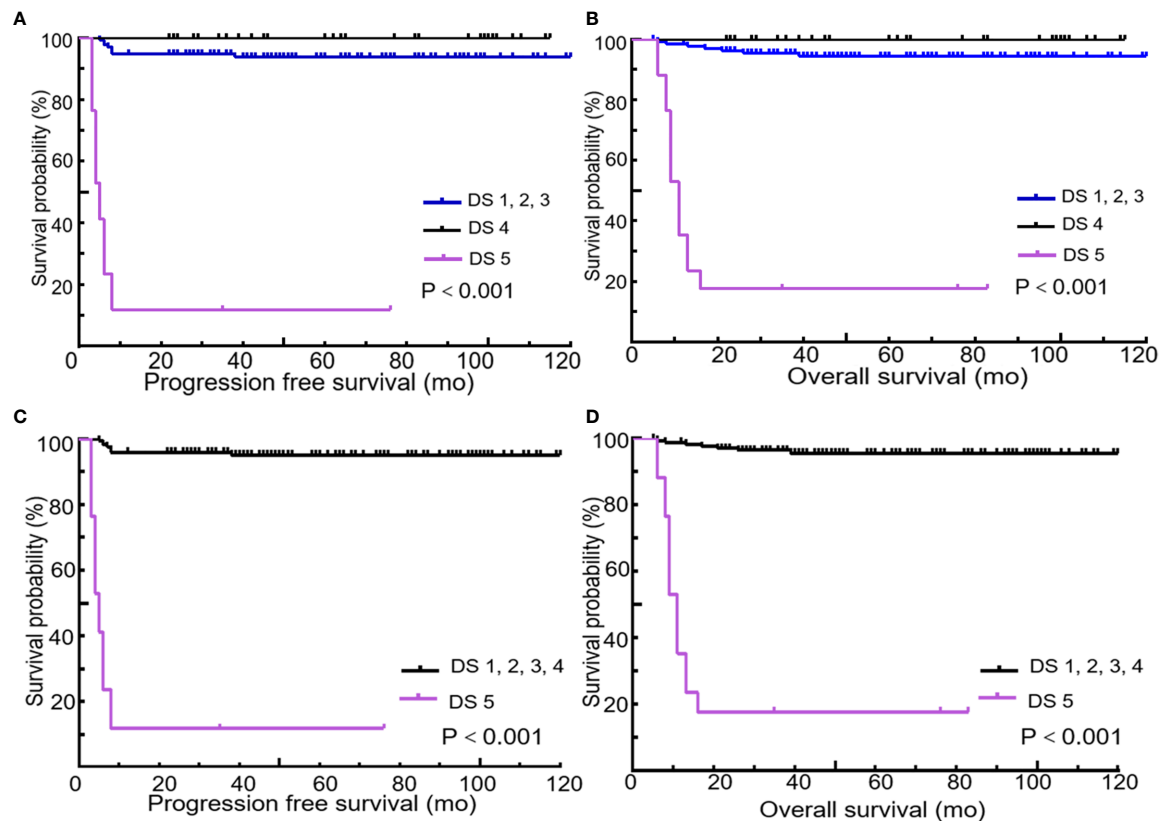 A
Survival probability (%)
100
80
60
40
20
0 20 40 60 80 100 120
Progression free survival (mo)
DS 1, 2, 3
DS 4
DS 5
P < 0.001
B
Survival probability (%)
100
80
60
40
20
0 20 40 60 80 100 120
Overall survival (mo)
DS 1, 2, 3
DS 4
DS 5
P < 0.001
C
Survival probability (%)
100
80
60
40
20
0 20 40 60 80 100 120
Progression free survival (mo)
DS 1, 2, 3, 4
DS 5
P < 0.001
D
Survival probability (%)
100
80
60
40
20
0 20 40 60 80 100 120
Overall survival (mo)
DS 1, 2, 3, 4
DS 5
P < 0.001